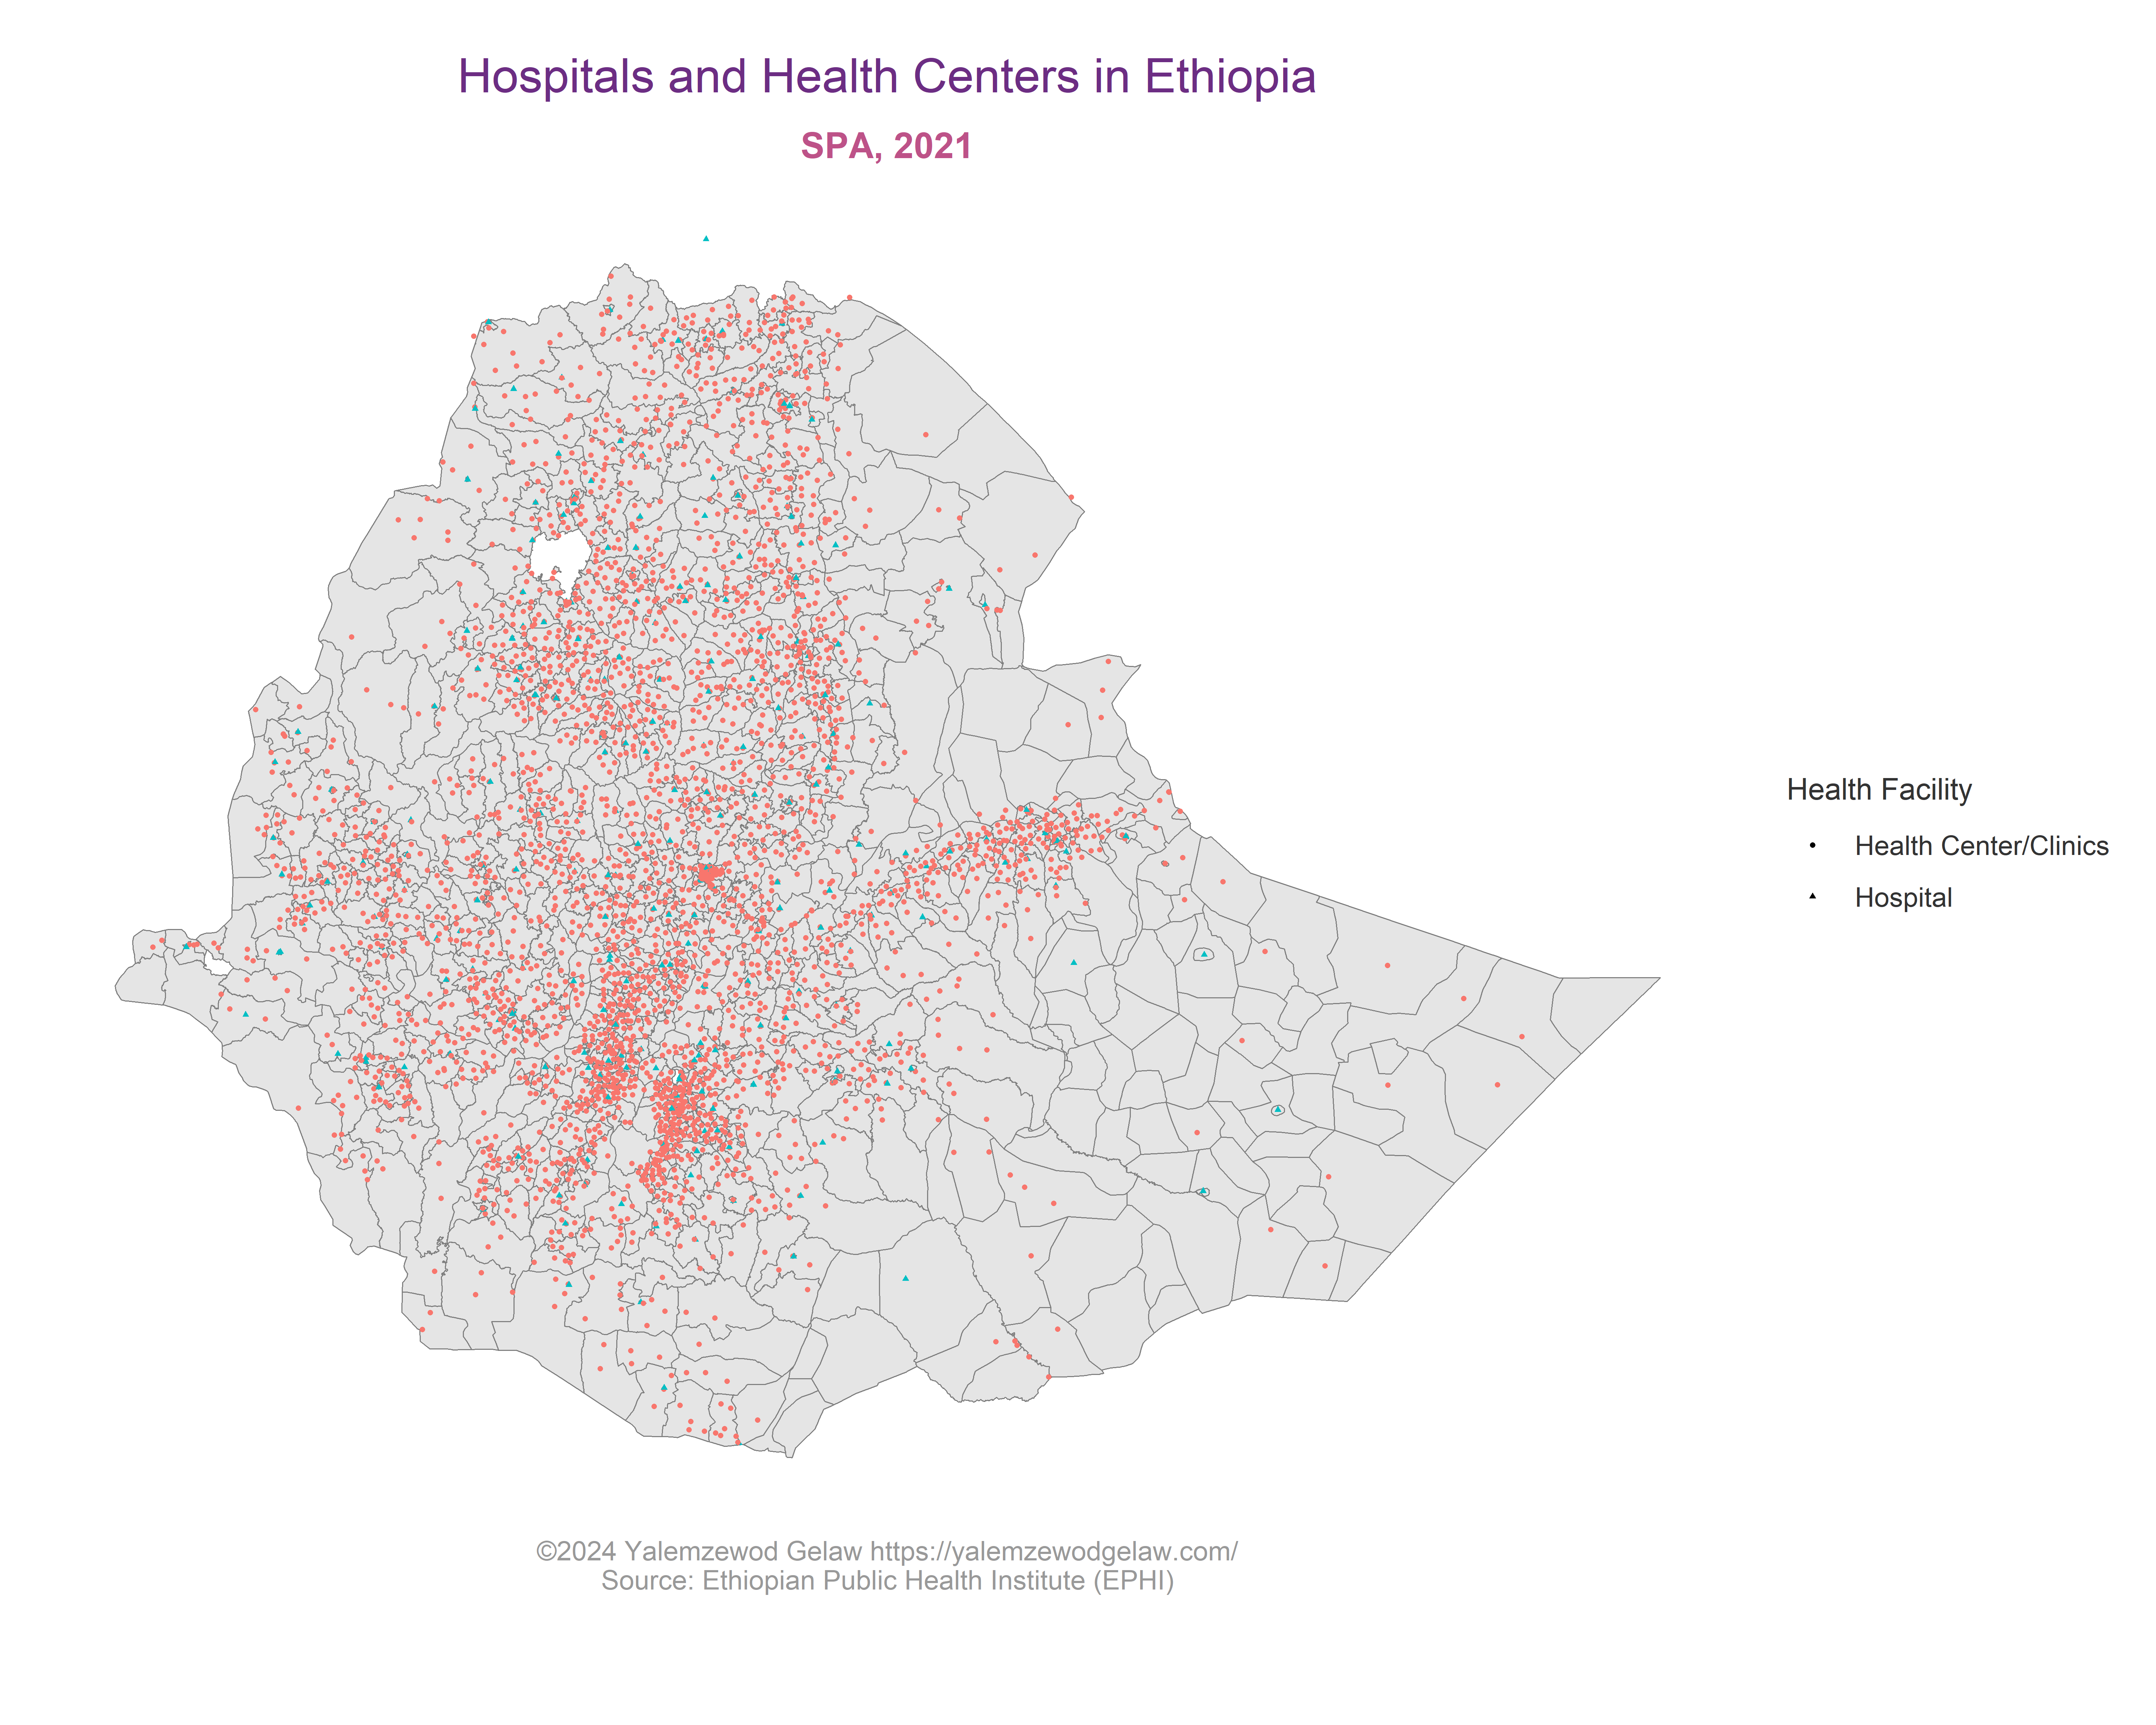 Hospitals and Health Centers in Ethiopia
SPA, 2021
Health Facility
Health Center/Clinics
Hospital
©2024 Yalemzewod Gelaw https://yalemzewodgelaw.com/
Source: Ethiopian Public Health Institute (EPHI)